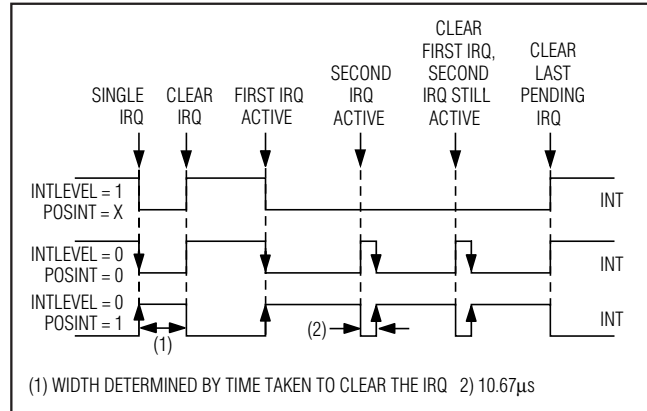 CLEAR
FIRST IRQ,
SECOND
IRQ STILL
ACTIVE
CLEAR
LAST
PENDING
IRQ
SECOND
IRQ
ACTIVE
SINGLE
IRQ
CLEAR
IRQ
FIRST IRQ
ACTIVE
INTLEVEL = 1
POSINT = X
INT
INTLEVEL = 0
POSINT = 0
INT
INTLEVEL = 0
POSINT = 1
INT
(1)
(2)
(1) WIDTH DETERMINED BY TIME TAKEN TO CLEAR THE IRQ 2) 10.67μs